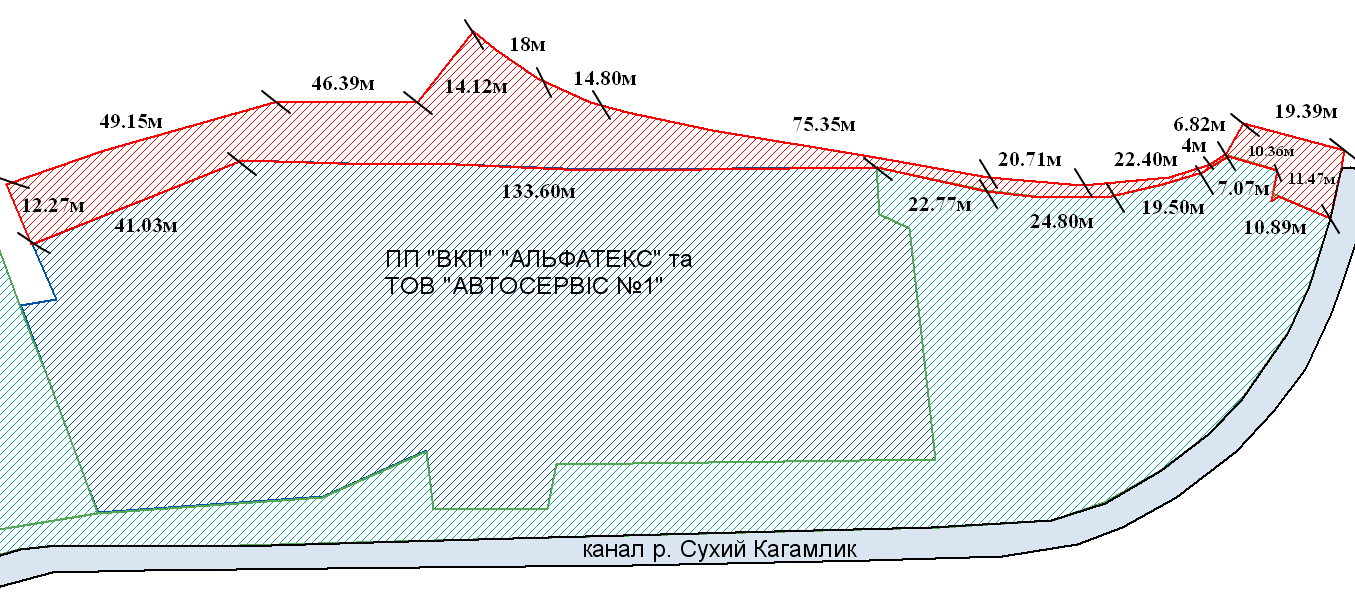 18м
46.39м
14.12м
14.80м
49.15м
75.35м
6.82м
19.39м
4м
10.36м
20.71м
22.40м
11.47м
7.07м
12.27м
133.60м
22.77м
19.50м
41.03м
24.80м
10.89м
ПП "ВКП" "АЛЬФАТЕКС" та
ТОВ "АВТОСЕРВІС №1"
канал р. Сухий Кагамлик